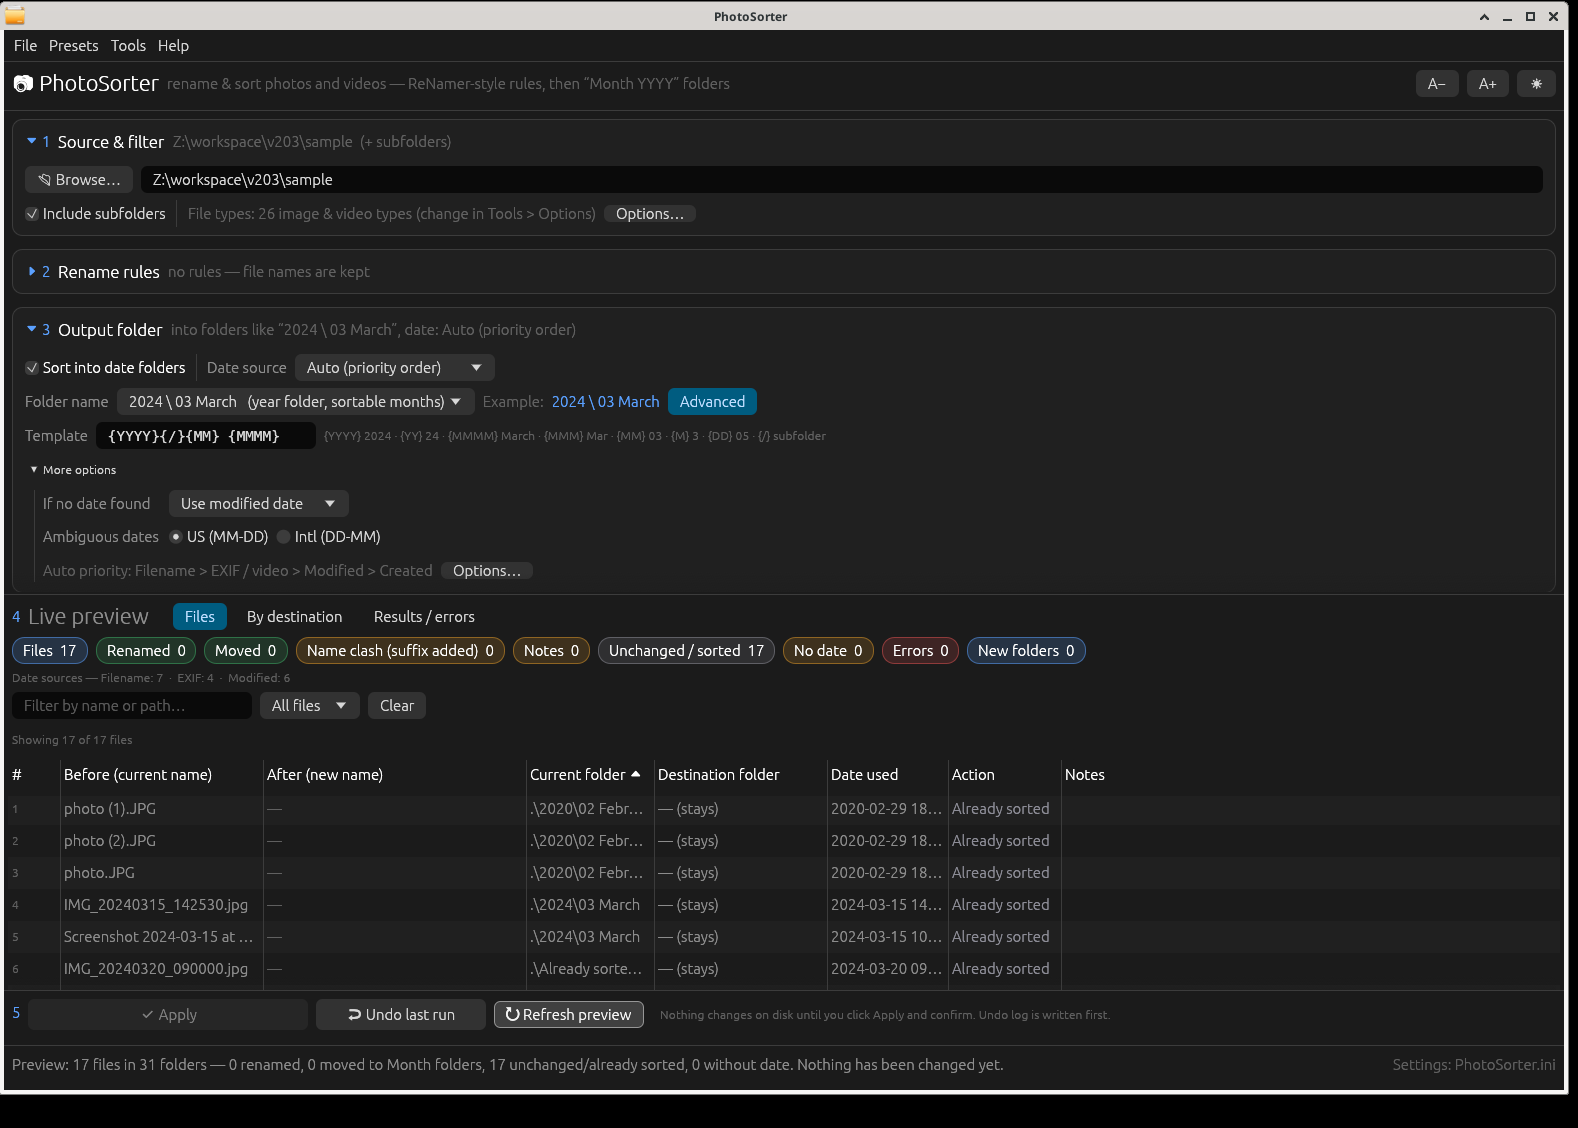 PhotoSorter
File Presets Tools Help
PhotoSorter rename & sort photos and videos — ReNamer-style rules, then “Month YYYY” folders A− A+
1 Source & filter Z:\workspace\v203\sample (+ subfolders)
Browse… Z:\workspace\v203\sample
Include subfolders File types: 26 image & video types (change in Tools > Options) Options…
2 Rename rules no rules — file names are kept
3 Output folder into folders like “2024 \ 03 March”, date: Auto (priority order)
Sort into date folders Date source Auto (priority order)
Folder name 2024 \ 03 March (year folder, sortable months) Example: 2024 \ 03 March Advanced
Template {YYYY}{/}{MM} {MMMM} {YYYY} 2024 · {YY} 24 · {MMMM} March · {MMM} Mar · {MM} 03 · {M} 3 · {DD} 05 · {/} subfolder
More options
If no date found Use modified date
Ambiguous dates US (MM-DD) Intl (DD-MM)
Auto priority: Filename > EXIF / video > Modified > Created Options…
4 Live preview Files By destination Results / errors
Files 17 Renamed 0 Moved 0 Name clash (suffix added) 0 Notes 0 Unchanged / sorted 17 No date 0 Errors 0 New folders 0
Date sources — Filename: 7 · EXIF: 4 · Modified: 6
Filter by name or path… All files Clear
Showing 17 of 17 files
# Before (current name) After (new name) Current folder Destination folder Date used Action Notes
1 photo (1).JPG — .\2020\02 Febr… — (stays) 2020-02-29 18… Already sorted
2 photo (2).JPG — .\2020\02 Febr… — (stays) 2020-02-29 18… Already sorted
3 photo.JPG — .\2020\02 Febr… — (stays) 2020-02-29 18… Already sorted
4 IMG_20240315_142530.jpg — .\2024\03 March — (stays) 2024-03-15 14… Already sorted
5 Screenshot 2024-03-15 at … — .\2024\03 March — (stays) 2024-03-15 10… Already sorted
6 IMG_20240320_090000.jpg — .\Already sorte… — (stays) 2024-03-20 09… Already sorted
5 Apply Undo last run Refresh preview Nothing changes on disk until you click Apply and confirm. Undo log is written first.
Preview: 17 files in 31 folders — 0 renamed, 0 moved to Month folders, 17 unchanged/already sorted, 0 without date. Nothing has been changed yet. Settings: PhotoSorter.ini